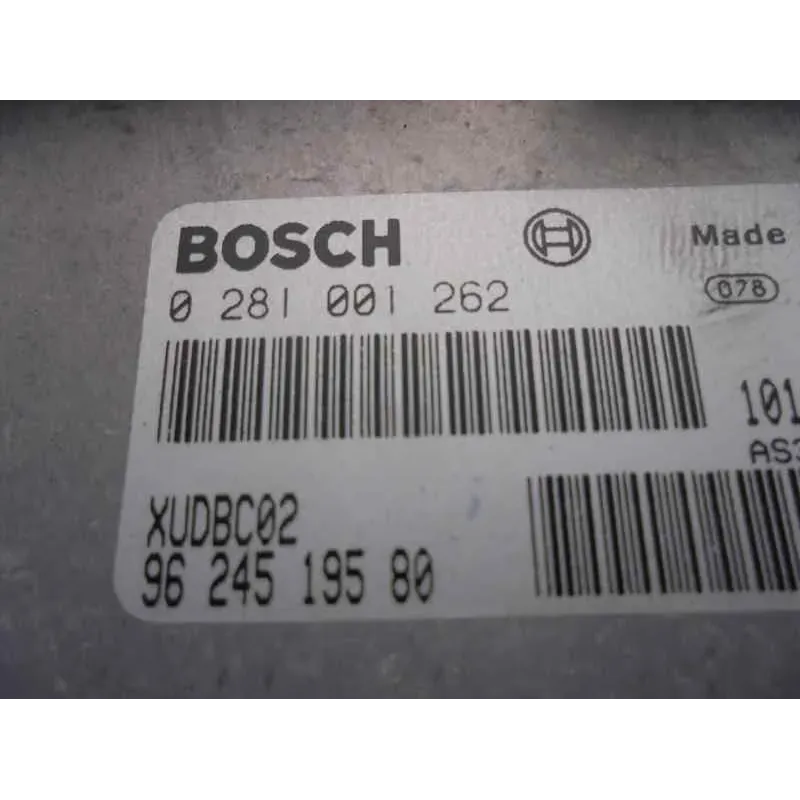 BOSCH
Made
0 281 001 262
078
101
AS3
XUDBC02
96 245 195 80